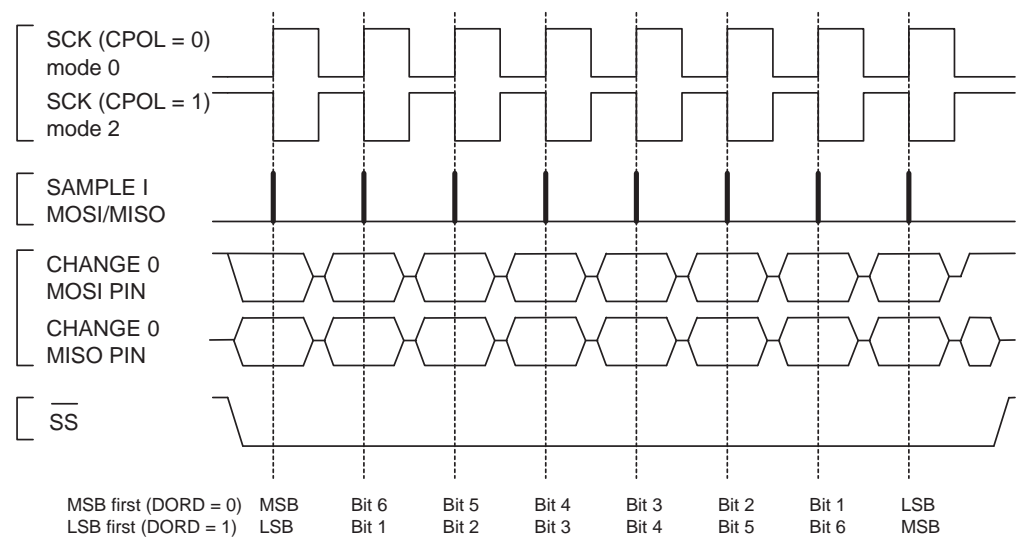 SCK (CPOL = 0)
mode 0
SCK (CPOL = 1)
mode 2
SAMPLE I
MOSI/MISO
CHANGE 0
MOSI PIN
CHANGE 0
MISO PIN
SS
MSB first (DORD = 0) MSB Bit 6 Bit 5 Bit 4 Bit 3 Bit 2 Bit 1 LSB
LSB first (DORD = 1) LSB Bit 1 Bit 2 Bit 3 Bit 4 Bit 5 Bit 6 MSB